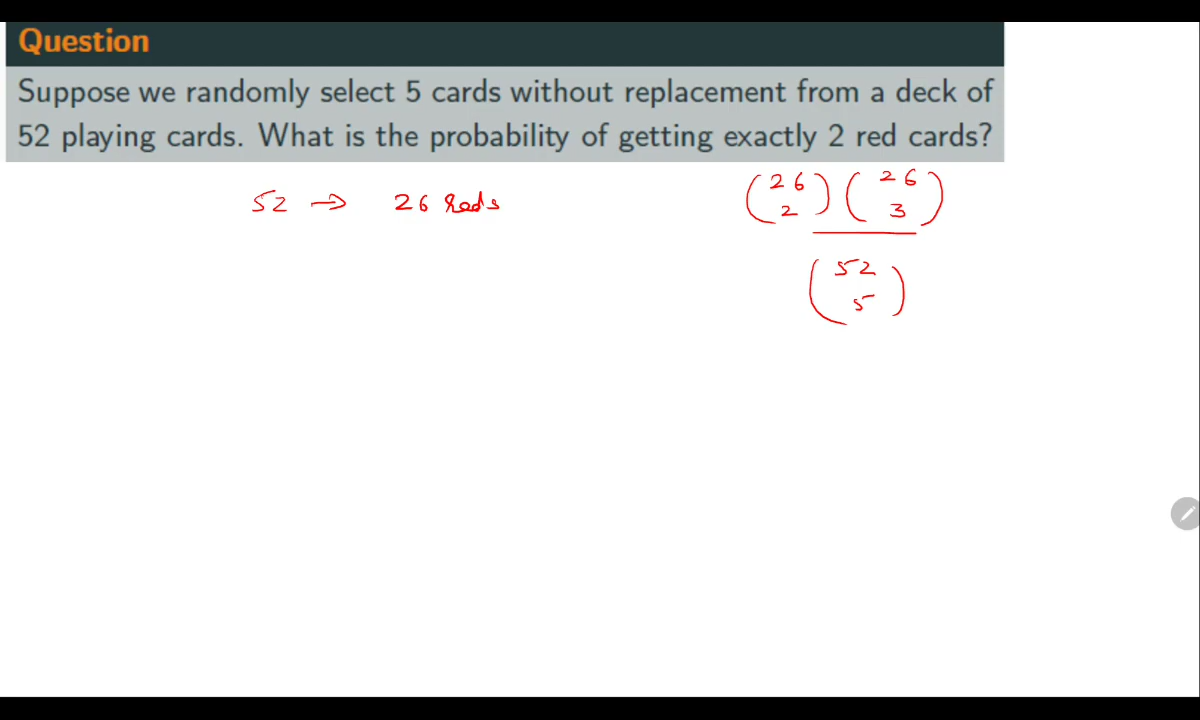 Question
Suppose we randomly select 5 cards without replacement from a deck of
52 playing cards. What is the probability of getting exactly 2 red cards?
52 → 26 Reds
(26 2) (26 3)
(52 5)